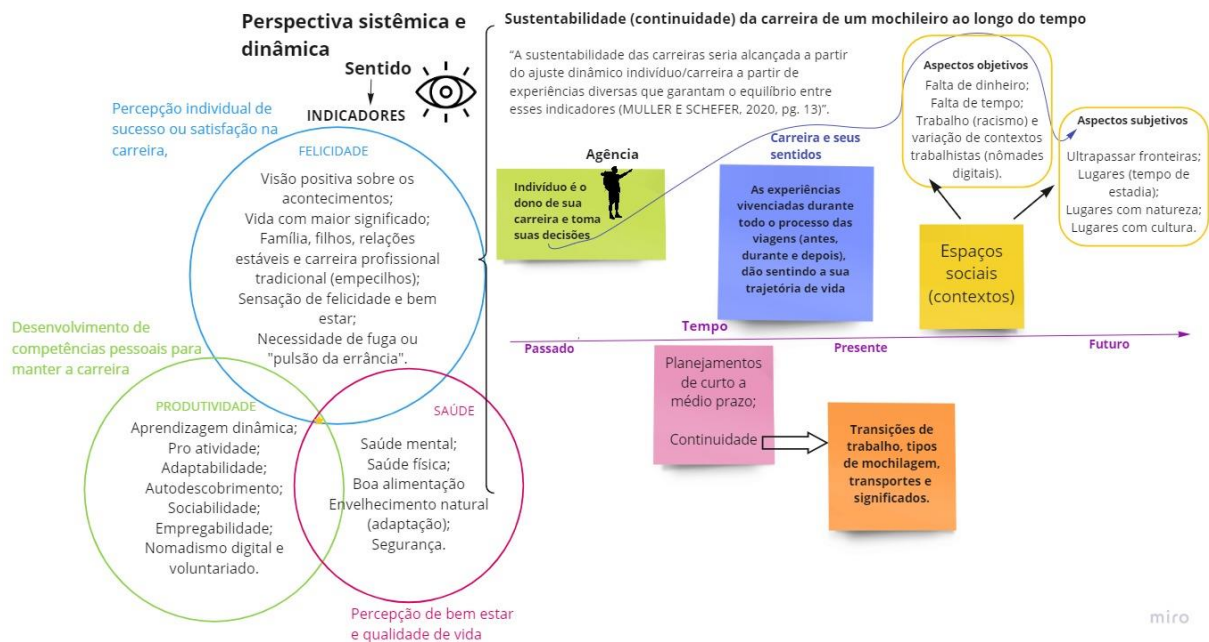 Perspectiva sistêmica e
dinâmica
Sentido
INDICADORES
Percepção individual de
sucesso ou satisfação na
carreira,
FELICIDADE
Visão positiva sobre os
acontecimentos;
Vida com maior significado;
Família, filhos, relações
estáveis e carreira profissional
tradicional (empecilhos);
Sensação de felicidade e bem
estar;
Necessidade de fuga ou
"pulsão da errância".
Desenvolvimento de
competências pessoais para
manter a carreira
PRODUTIVIDADE
Aprendizagem dinâmica;
Pro atividade;
Adaptabilidade;
Autodescobrimento;
Sociabilidade;
Empregabilidade;
Nomadismo digital e
voluntariado.
SAÚDE
Saúde mental;
Saúde física;
Boa alimentação
Envelhecimento natural
(adaptação);
Segurança.
Percepção de bem estar
e qualidade de vida
Sustentabilidade (continuidade) da carreira de um mochileiro ao longo do tempo
“A sustentabilidade das carreiras seria alcançada a partir
do ajuste dinâmico indivíduo/carreira a partir de
experiências diversas que garantam o equilíbrio entre
esses indicadores (MULLER E SCHEFER, 2020, pg. 13)”.
Agência
Indivíduo é o
dono de sua
carreira e toma
suas decisões
Carreira e seus
sentidos
As experiências
vivenciadas durante
todo o processo das
viagens (antes,
durante e depois),
dão sentindo a sua
trajetória de vida
Aspectos objetivos
Falta de dinheiro;
Falta de tempo;
Trabalho (racismo) e
variação de contextos
trabalhistas (nômades
digitais).
Aspectos subjetivos
Ultrapassar fronteiras;
Lugares (tempo de
estadia);
Lugares com natureza;
Lugares com cultura.
Espaços
sociais
(contextos)
Tempo
Passado
Presente
Futuro
Planejamentos
de curto a
médio prazo;
Continuidade
Transições de
trabalho, tipos
de mochilagem,
transportes e
significados.
miro